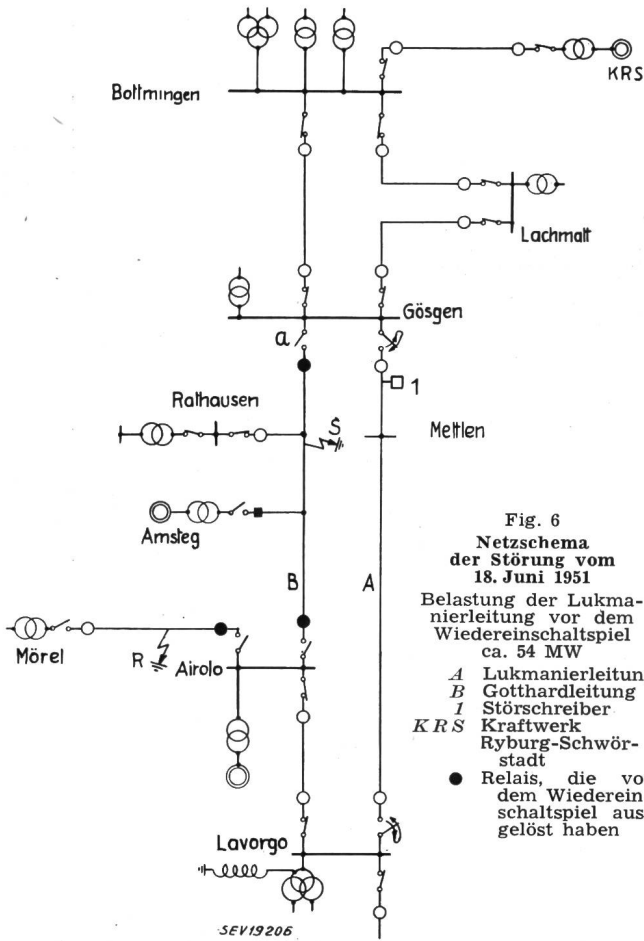 KRS
Bottmingen
Lachmatt
Gösgen
a
1
Rathausen
S
Mettlen
Amsteg
B
A
Mörel
R
Airolo
Lavorgo
SEV19206
Fig. 6
Netzschema
der Störung vom
18. Juni 1951
Belastung der Lukma-
nierleitung vor dem
Wiedereinschaltspiel
ca. 54 MW
A Lukmanierleitun
B Gotthardleitung
1 Störschreiber
KRS Kraftwerk
Ryburg-Schwör-
stadt
● Relais, die vo
dem Wiederein
schaltspiel aus
gelöst haben